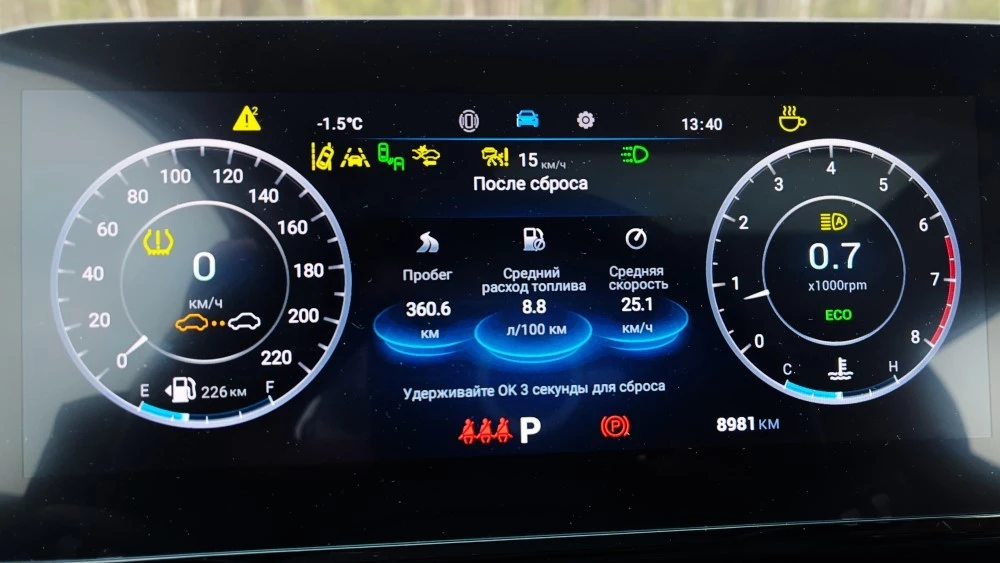 2
-1.5°C
13:40
A
15 км/ч
После сброса
0 20 40 60 80 100 120 140 160 180 200 220
0
км/ч
E
226 км
F
Пробег
360.6
км
Средний
расход топлива
8.8
л/100 км
Средняя
скорость
25.1
км/ч
Удерживайте OK 3 секунды для сброса
P
P
8981 КМ
0 1 2 3 4 5 6 7 8
A
0.7
x1000rpm
ECO
C
H